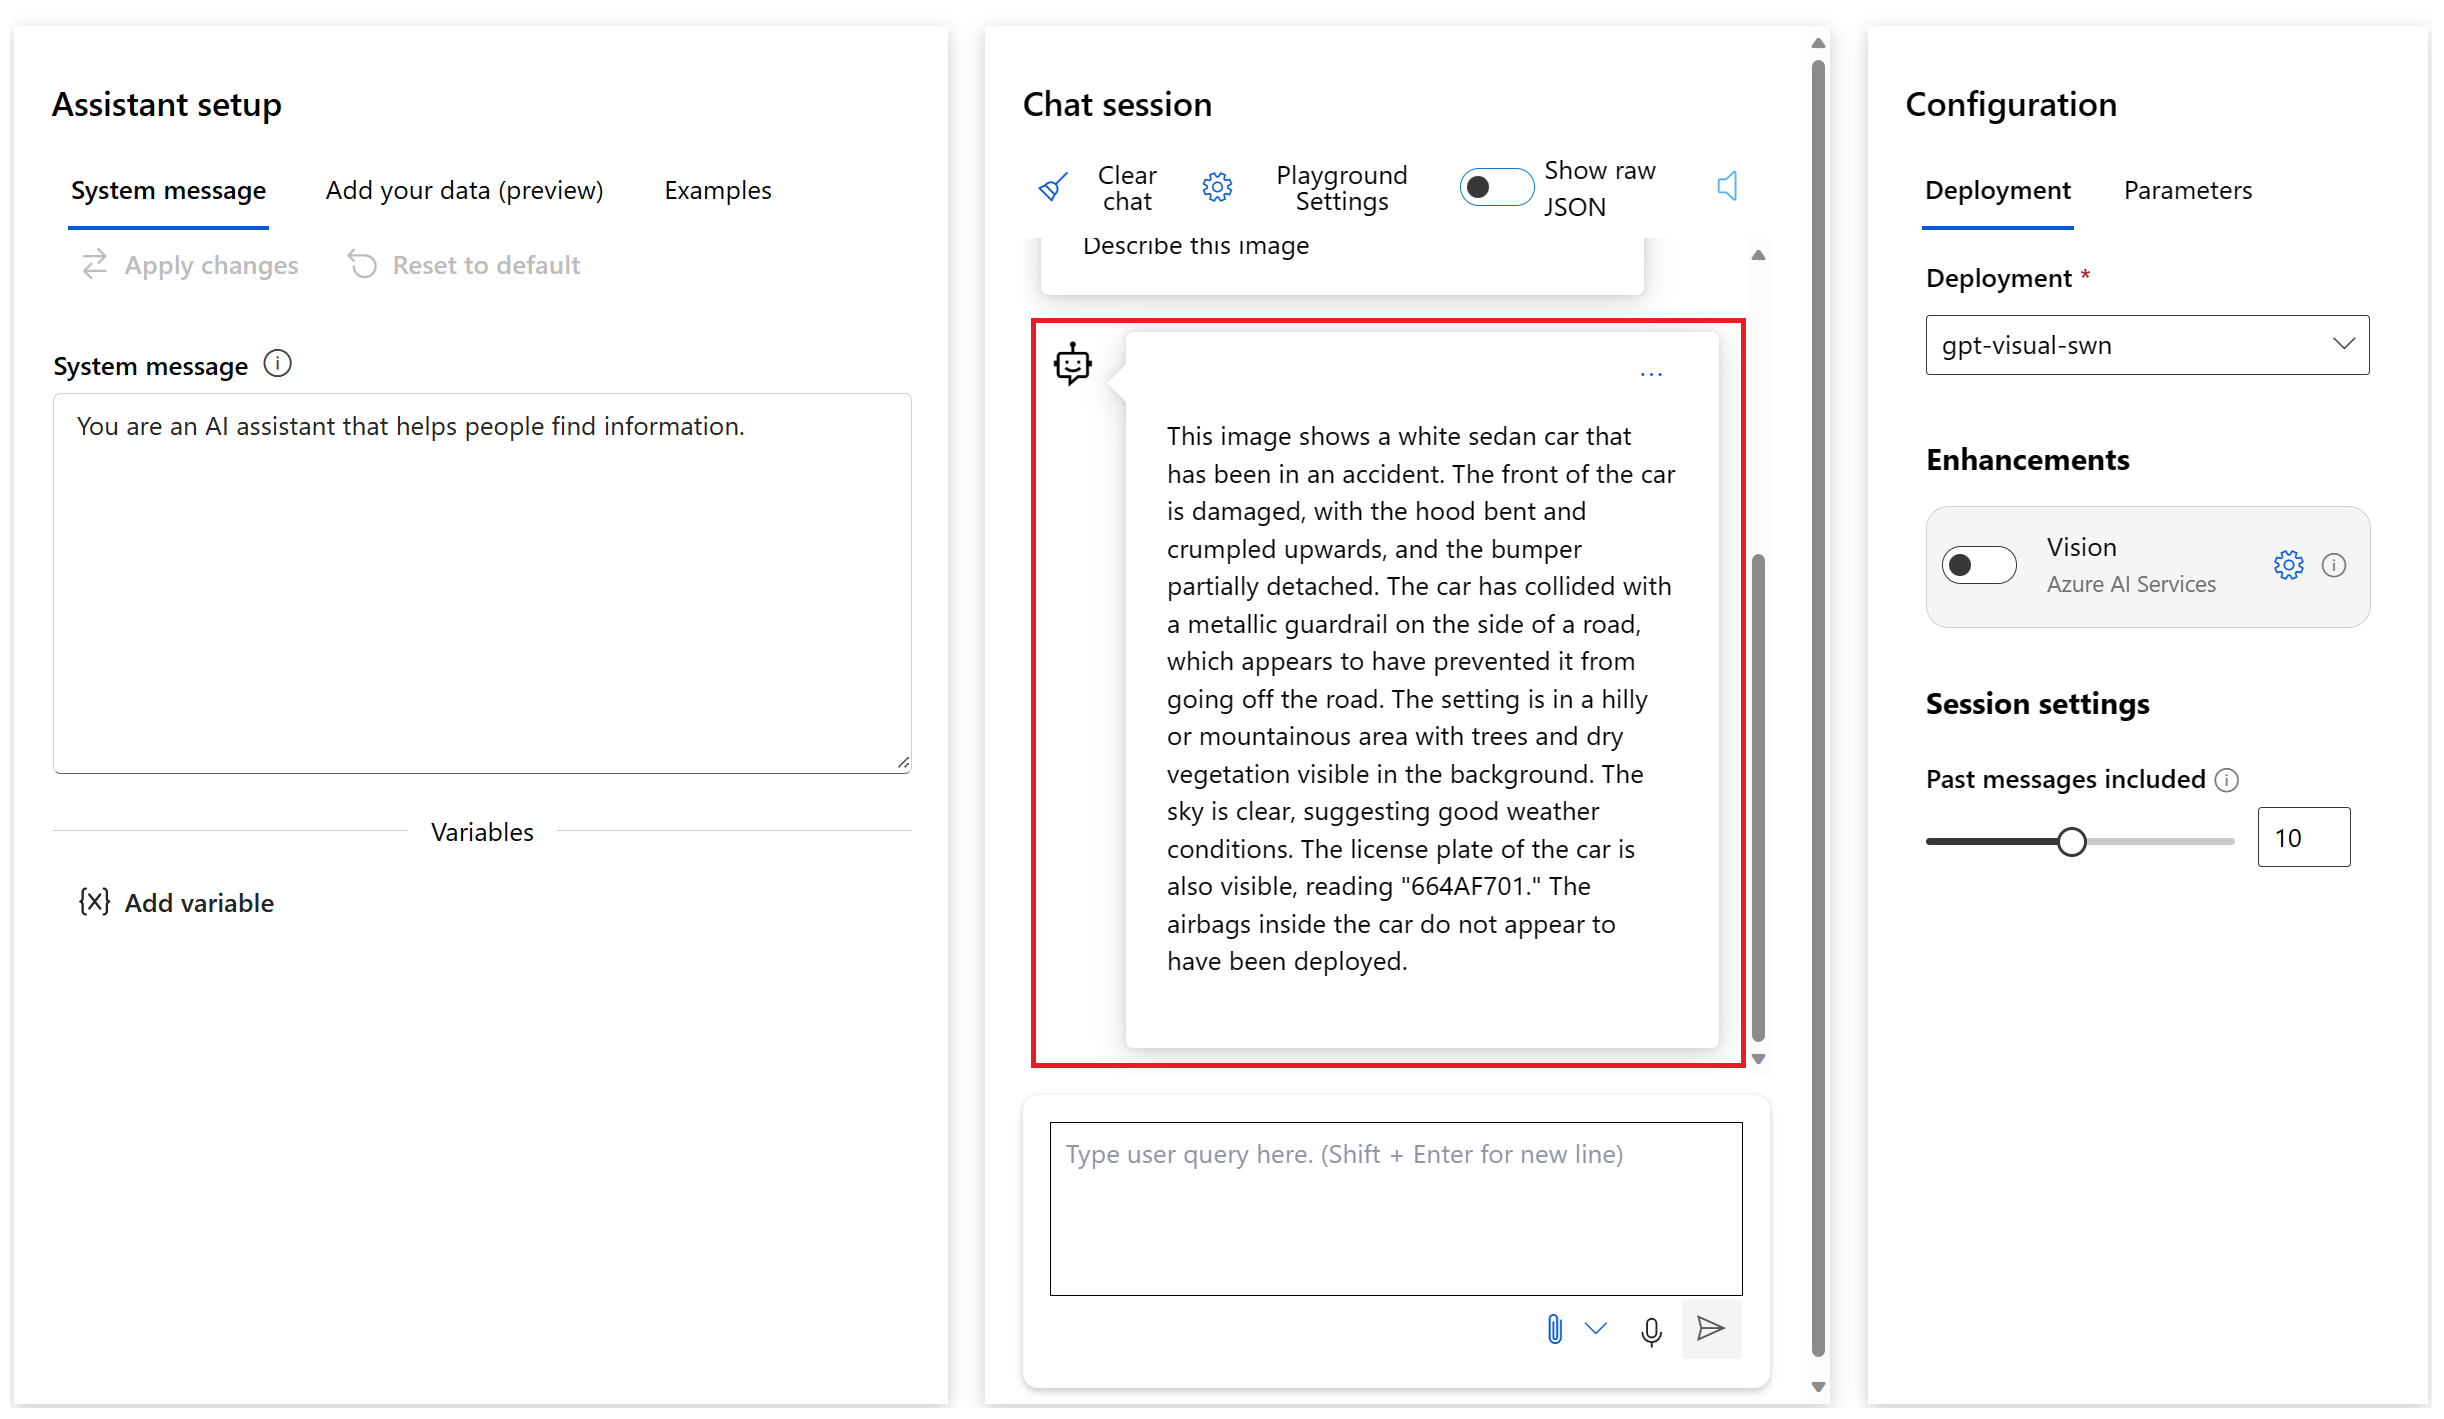 Assistant setup
System message
Add your data (preview)
Examples
Apply changes
Reset to default
System message
You are an AI assistant that helps people find information.
Variables
{x} Add variable
Chat session
Clear
chat
Playground
Settings
Show raw
JSON
Describe this image
...
This image shows a white sedan car that
has been in an accident. The front of the car
is damaged, with the hood bent and
crumpled upwards, and the bumper
partially detached. The car has collided with
a metallic guardrail on the side of a road,
which appears to have prevented it from
going off the road. The setting is in a hilly
or mountainous area with trees and dry
vegetation visible in the background. The
sky is clear, suggesting good weather
conditions. The license plate of the car is
also visible, reading "664AF701." The
airbags inside the car do not appear to
have been deployed.
Type user query here. (Shift + Enter for new line)
Configuration
Deployment
Parameters
Deployment *
gpt-visual-swn
Enhancements
Vision
Azure AI Services
Session settings
Past messages included
10